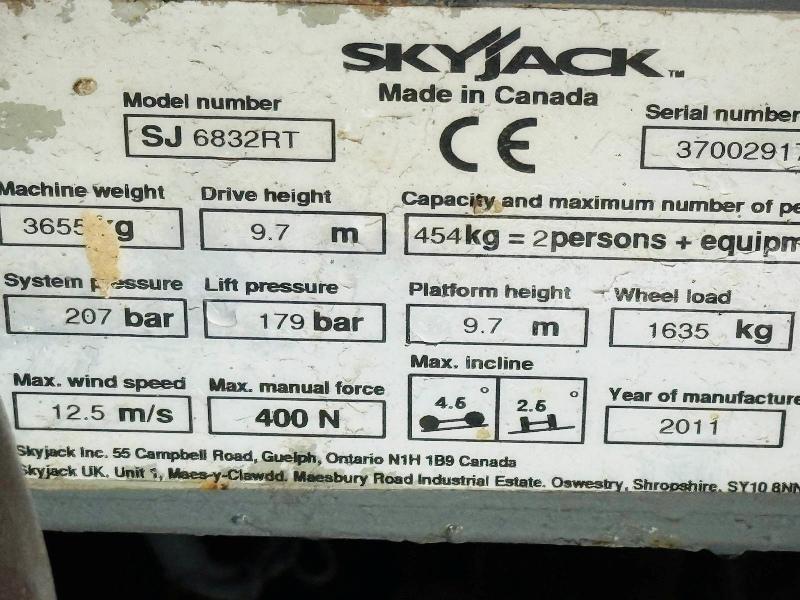 SKYJACK™
Made in Canada
Model number
SJ 6832RT
CE
Serial number
37002917
Machine weight
3655 kg
Drive height
9.7 m
Capacity and maximum number of pe
454kg = 2persons + equipm
System pressure
207 bar
Lift pressure
179 bar
Platform height
9.7 m
Wheel load
1635 kg
Max. wind speed
12.5 m/s
Max. manual force
400 N
Max. incline
4.5°
2.5°
Year of manufacture
2011
Skyjack Inc. 55 Campbell Road, Guelph, Ontario N1H 1B9 Canada
Skyjack UK. Unit 1, Maes-y-Clawdd. Maesbury Road Industrial Estate. Oswestry, Shropshire, SY10 8NN